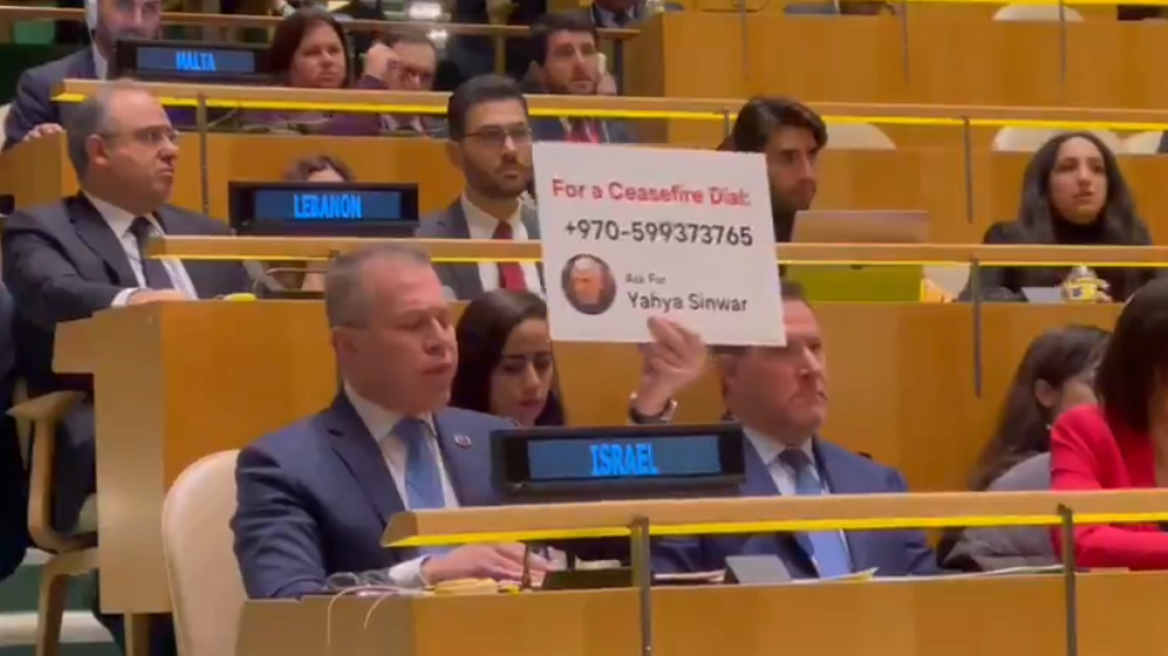 MALTA
LEBANON
For a Ceasefire Dial:
+970-599373765
Ask For
Yahya Sinwar
ISRAEL